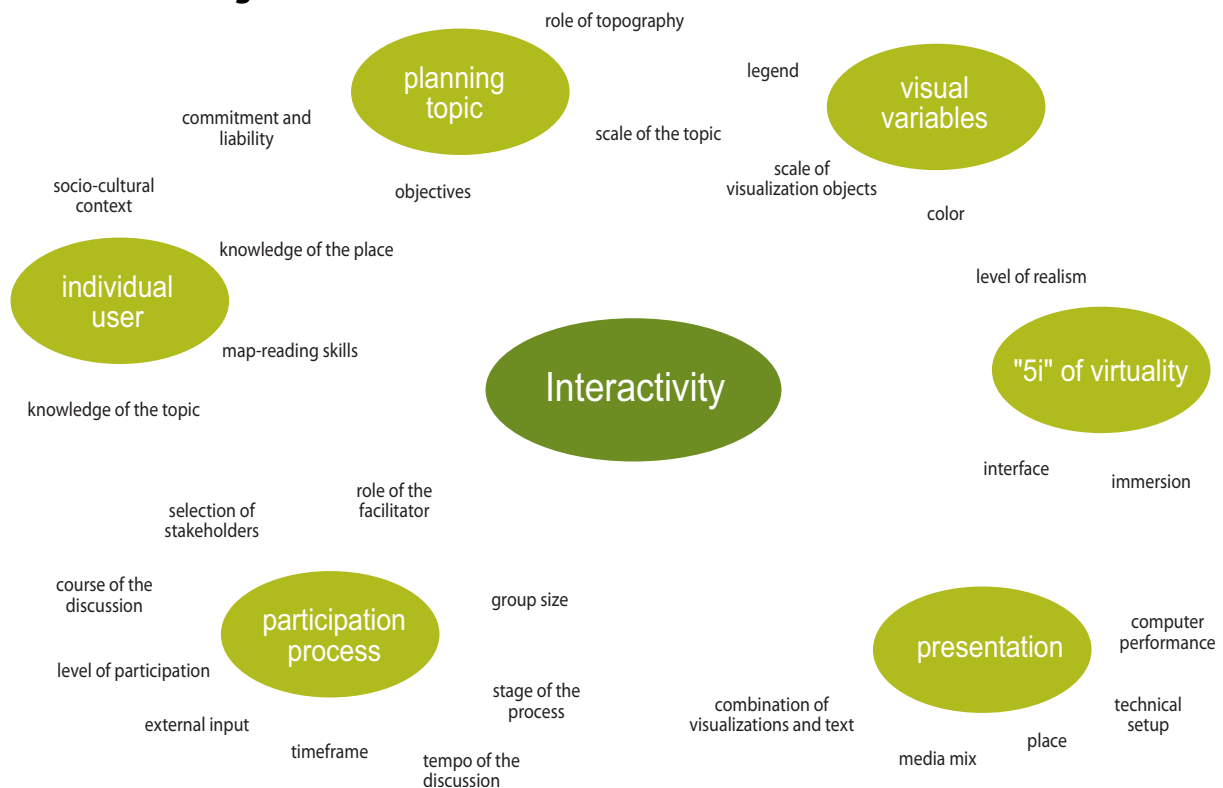 role of topography
planning
topic
legend
visual
variables
commitment and
liability
scale of the topic
scale of
visualization objects
socio-cultural
context
objectives
color
knowledge of the place
individual
user
level of realism
map-reading skills
Interactivity
"5i" of virtuality
knowledge of the topic
interface
immersion
role of the
facilitator
selection of
stakeholders
course of the
discussion
group size
participation
process
presentation
computer
performance
level of participation
stage of the
process
combination of
visualizations and text
technical
setup
external input
timeframe
place
media mix
tempo of the
discussion